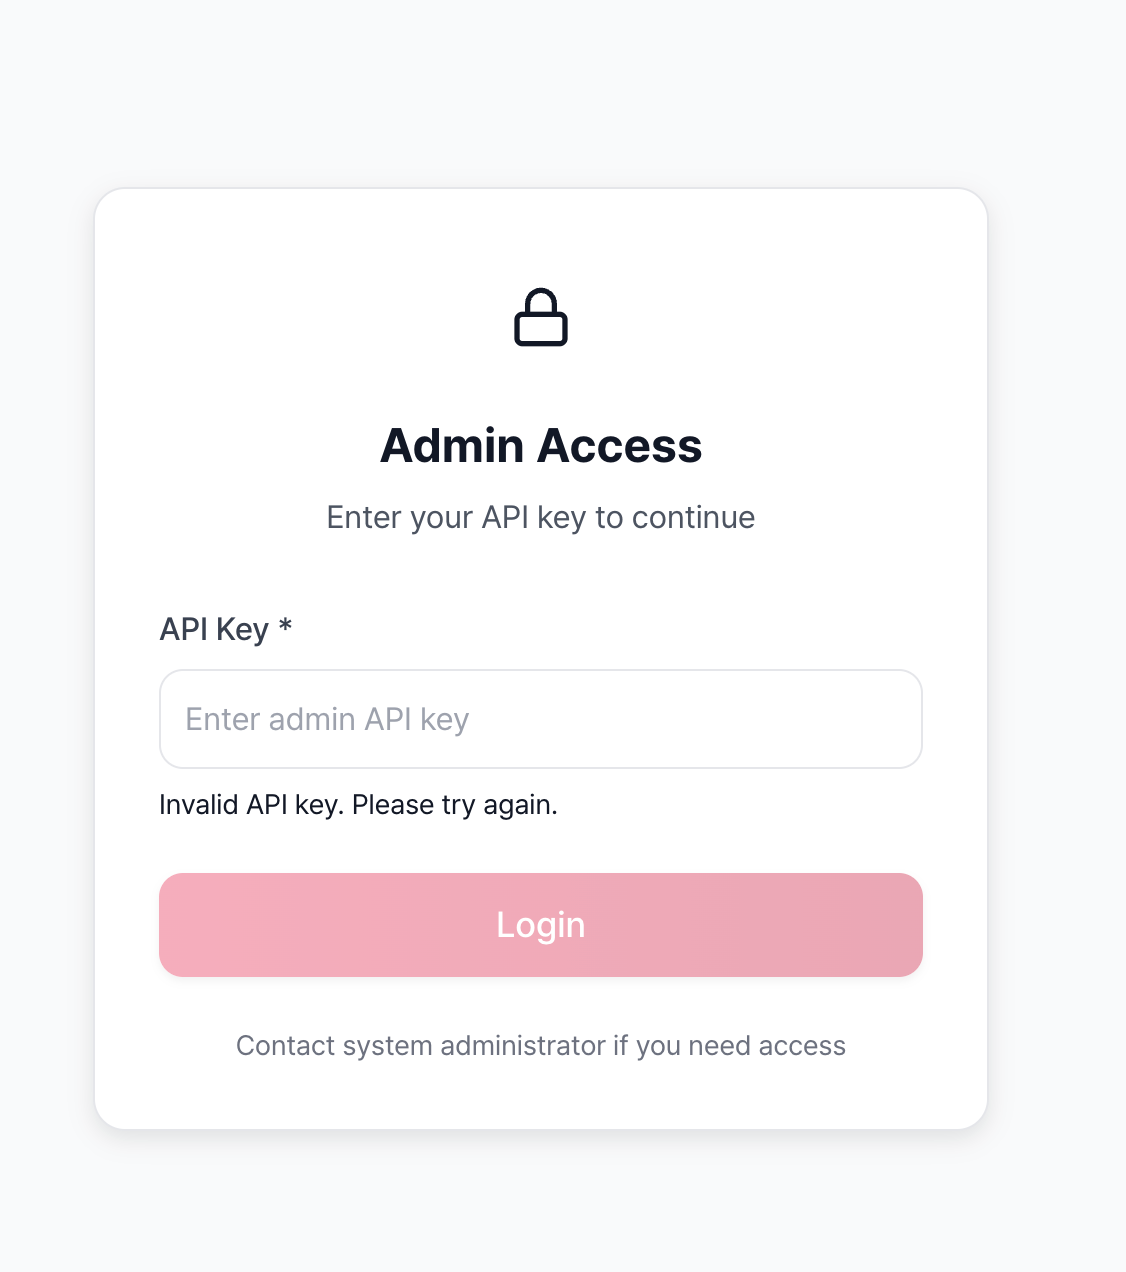 Admin Access
Enter your API key to continue
API Key *
Enter admin API key
Invalid API key. Please try again.
Login
Contact system administrator if you need access